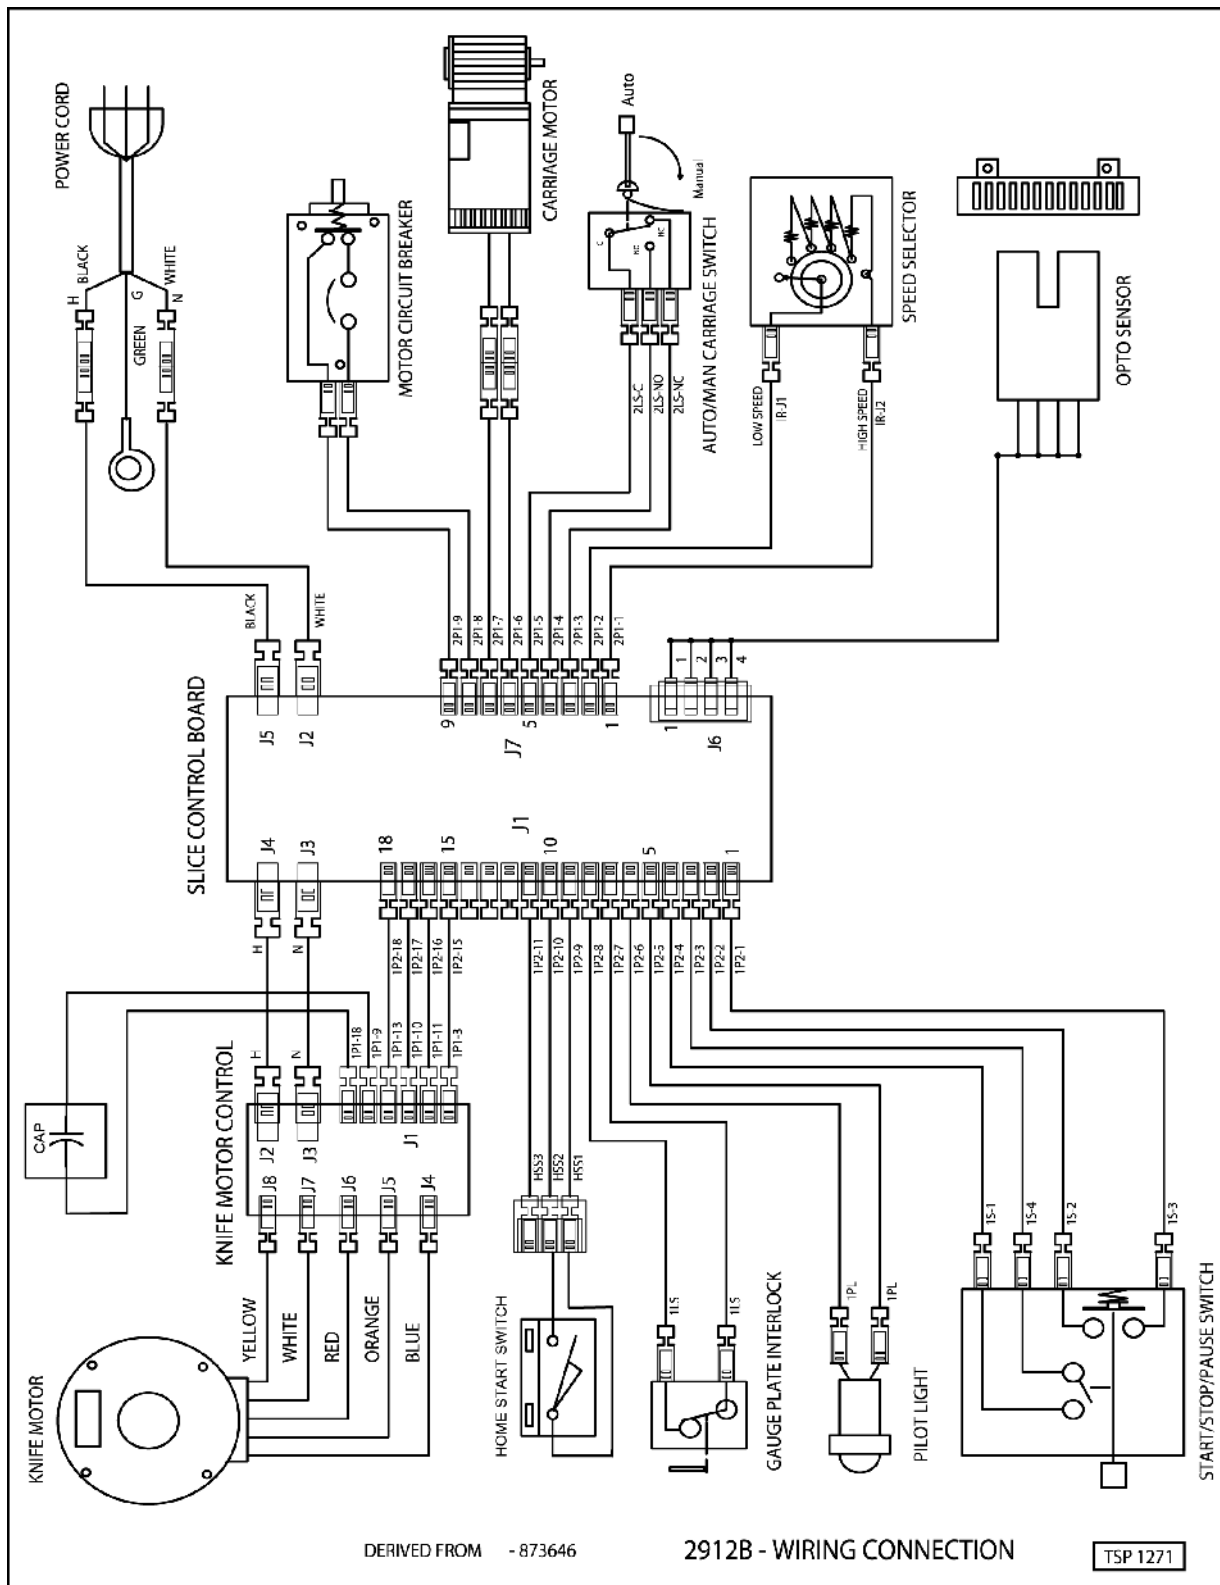 POWER CORD
BLACK
WHITE
H
G
N
GREEN
MOTOR CIRCUIT BREAKER
CARRIAGE MOTOR
Auto
Manual
C
NO
NC
AUTO/MAN CARRIAGE SWITCH
2LS-C
2LS-NO
2LS-NC
SPEED SELECTOR
LOW SPEED
IR-J1
HIGH SPEED
IR-J2
OPTO SENSOR
BLACK
WHITE
2P1-9
2P1-8
2P1-7
2P1-6
2P1-5
2P1-4
2P1-3
2P1-2
2P1-1
1
2
3
4
SLICE CONTROL BOARD
J5
J2
9
5
1
J7
1
J6
J4
J3
18
15
10
5
1
J1
H
N
1P2-18
1P2-17
1P2-16
1P2-15
1P2-11
1P2-10
1P2-9
1P2-8
1P2-7
1P2-6
1P2-5
1P2-4
1P2-3
1P2-2
1P2-1
H
N
1P1-18
1P1-9
1P1-13
1P1-10
1P1-11
1P1-3
CAP
KNIFE MOTOR CONTROL
J2
J3
J1
J8
J7
J6
J5
J4
YELLOW
WHITE
RED
ORANGE
BLUE
KNIFE MOTOR
HSS3
HSS2
HSS1
HOME START SWITCH
1LS
1LS
GAUGE PLATE INTERLOCK
1PL
1PL
PILOT LIGHT
1S-1
1S-4
1S-2
1S-3
START/STOP/PAUSE SWITCH
DERIVED FROM - 873646
2912B - WIRING CONNECTION
TSP 1271